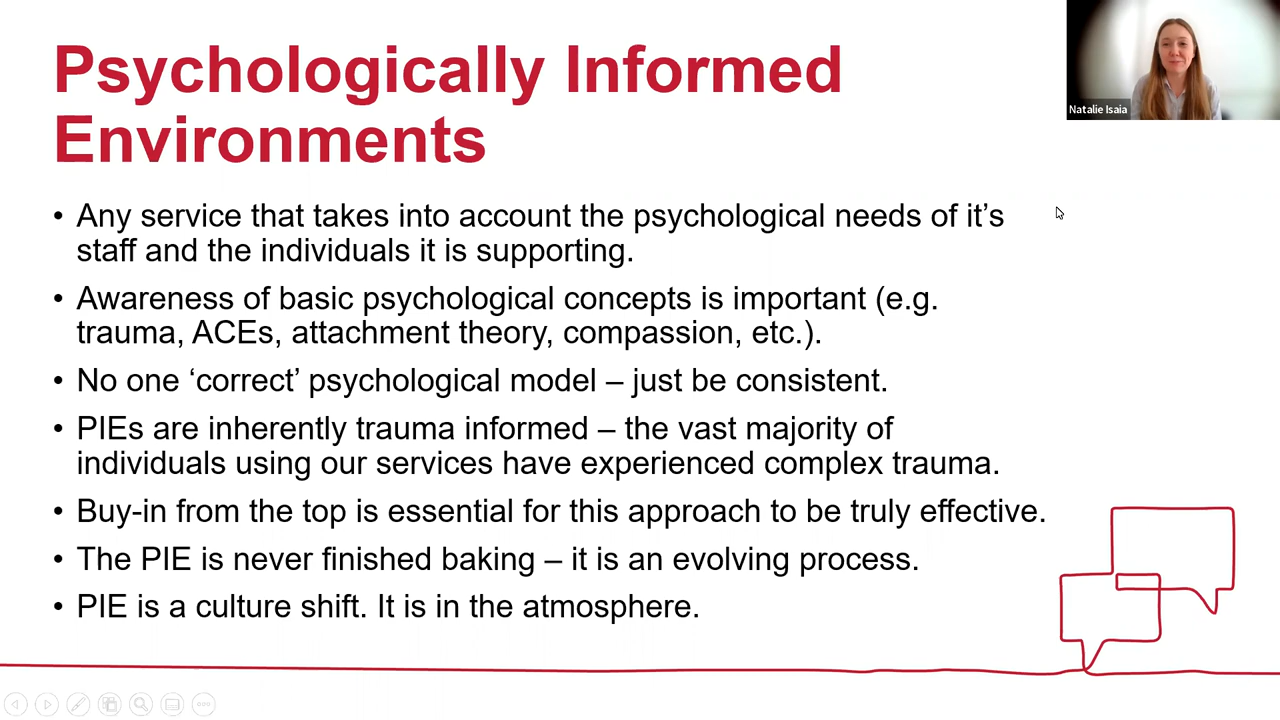 Psychologically Informed
Environments
Natalie Isaia
• Any service that takes into account the psychological needs of it’s
staff and the individuals it is supporting.
• Awareness of basic psychological concepts is important (e.g.
trauma, ACEs, attachment theory, compassion, etc.).
• No one ‘correct’ psychological model – just be consistent.
• PIEs are inherently trauma informed – the vast majority of
individuals using our services have experienced complex trauma.
• Buy-in from the top is essential for this approach to be truly effective.
• The PIE is never finished baking – it is an evolving process.
• PIE is a culture shift. It is in the atmosphere.